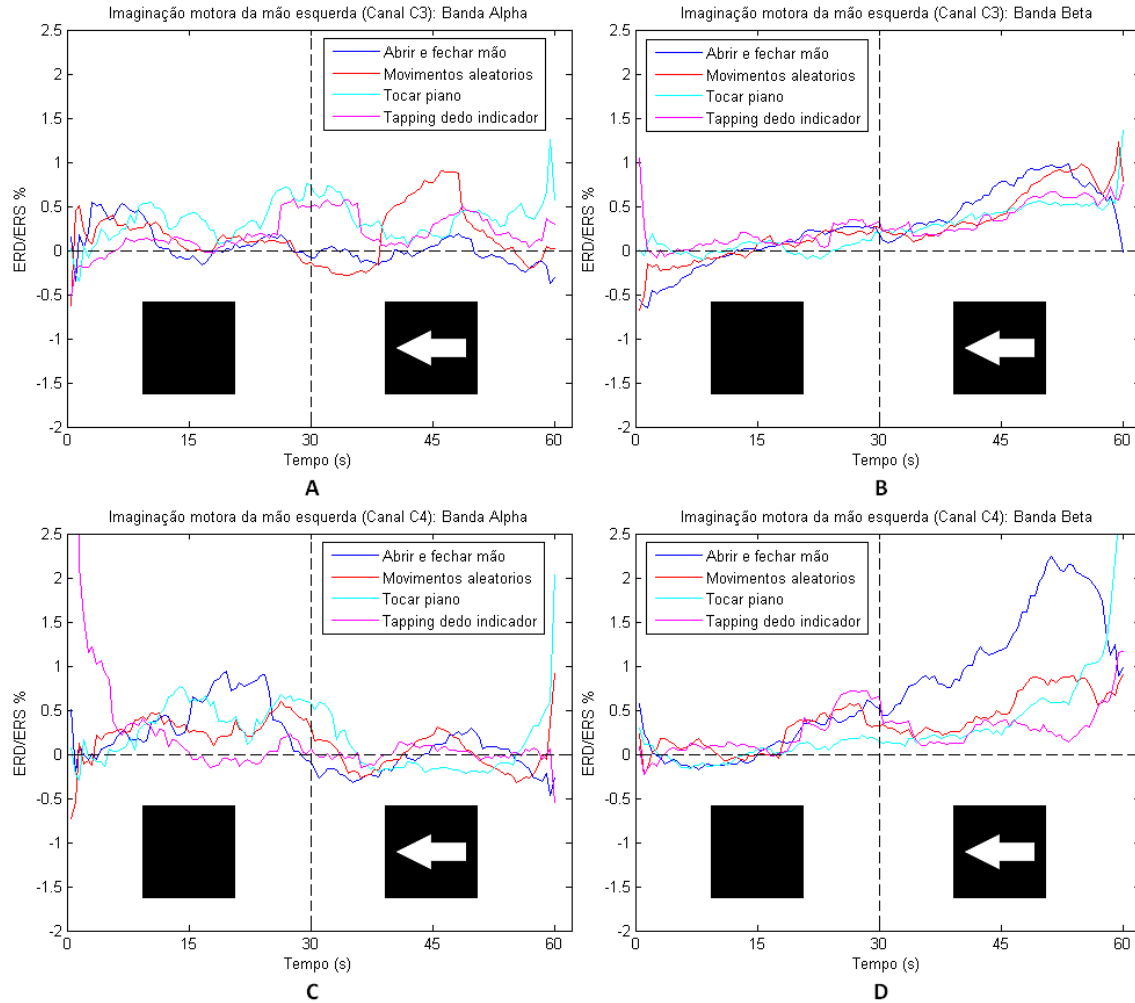 Imaginação motora da mão esquerda (Canal C3): Banda Alpha
Abrir e fechar mão
Movimentos aleatorios
Tocar piano
Tapping dedo indicador
ERD/ERS %
2.5
2
1.5
1
0.5
0
-0.5
-1
-1.5
-2
0 15 30 45 60
Tempo (s)
A
Imaginação motora da mão esquerda (Canal C3): Banda Beta
Abrir e fechar mão
Movimentos aleatorios
Tocar piano
Tapping dedo indicador
ERD/ERS %
2.5
2
1.5
1
0.5
0
-0.5
-1
-1.5
-2
0 15 30 45 60
Tempo (s)
B
Imaginação motora da mão esquerda (Canal C4): Banda Alpha
Abrir e fechar mão
Movimentos aleatorios
Tocar piano
Tapping dedo indicador
ERD/ERS %
2.5
2
1.5
1
0.5
0
-0.5
-1
-1.5
-2
0 15 30 45 60
Tempo (s)
C
Imaginação motora da mão esquerda (Canal C4): Banda Beta
Abrir e fechar mão
Movimentos aleatorios
Tocar piano
Tapping dedo indicador
ERD/ERS %
2.5
2
1.5
1
0.5
0
-0.5
-1
-1.5
-2
0 15 30 45 60
Tempo (s)
D